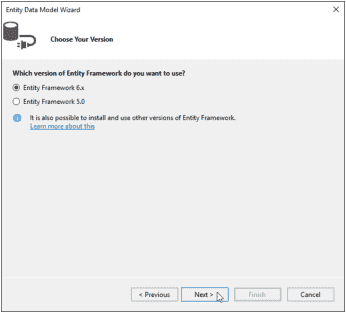 Entity Data Model Wizard
Choose Your Version
Which version of Entity Framework do you want to use?
Entity Framework 6.x
Entity Framework 5.0
It is also possible to install and use other versions of Entity Framework.
Learn more about this
< Previous
Next >
Finish
Cancel